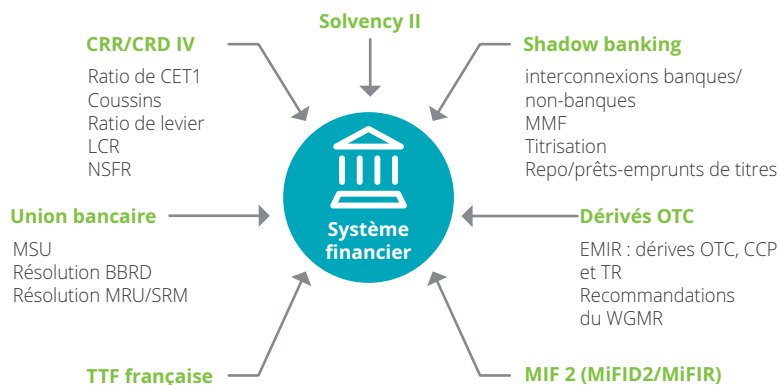 Solvency II
CRR/CRD IV
Ratio de CET1
Coussins
Ratio de levier
LCR
NSFR
Shadow banking
interconnexions banques/
non-banques
MMF
Titrisation
Repo/prêts-emprunts de titres
Union bancaire
MSU
Résolution BBRD
Résolution MRU/SRM
Système
financier
Dérivés OTC
EMIR : dérives OTC, CCP
et TR
Recommandations
du WGMR
TTF française
MIF 2 (MiFID2/MiFIR)